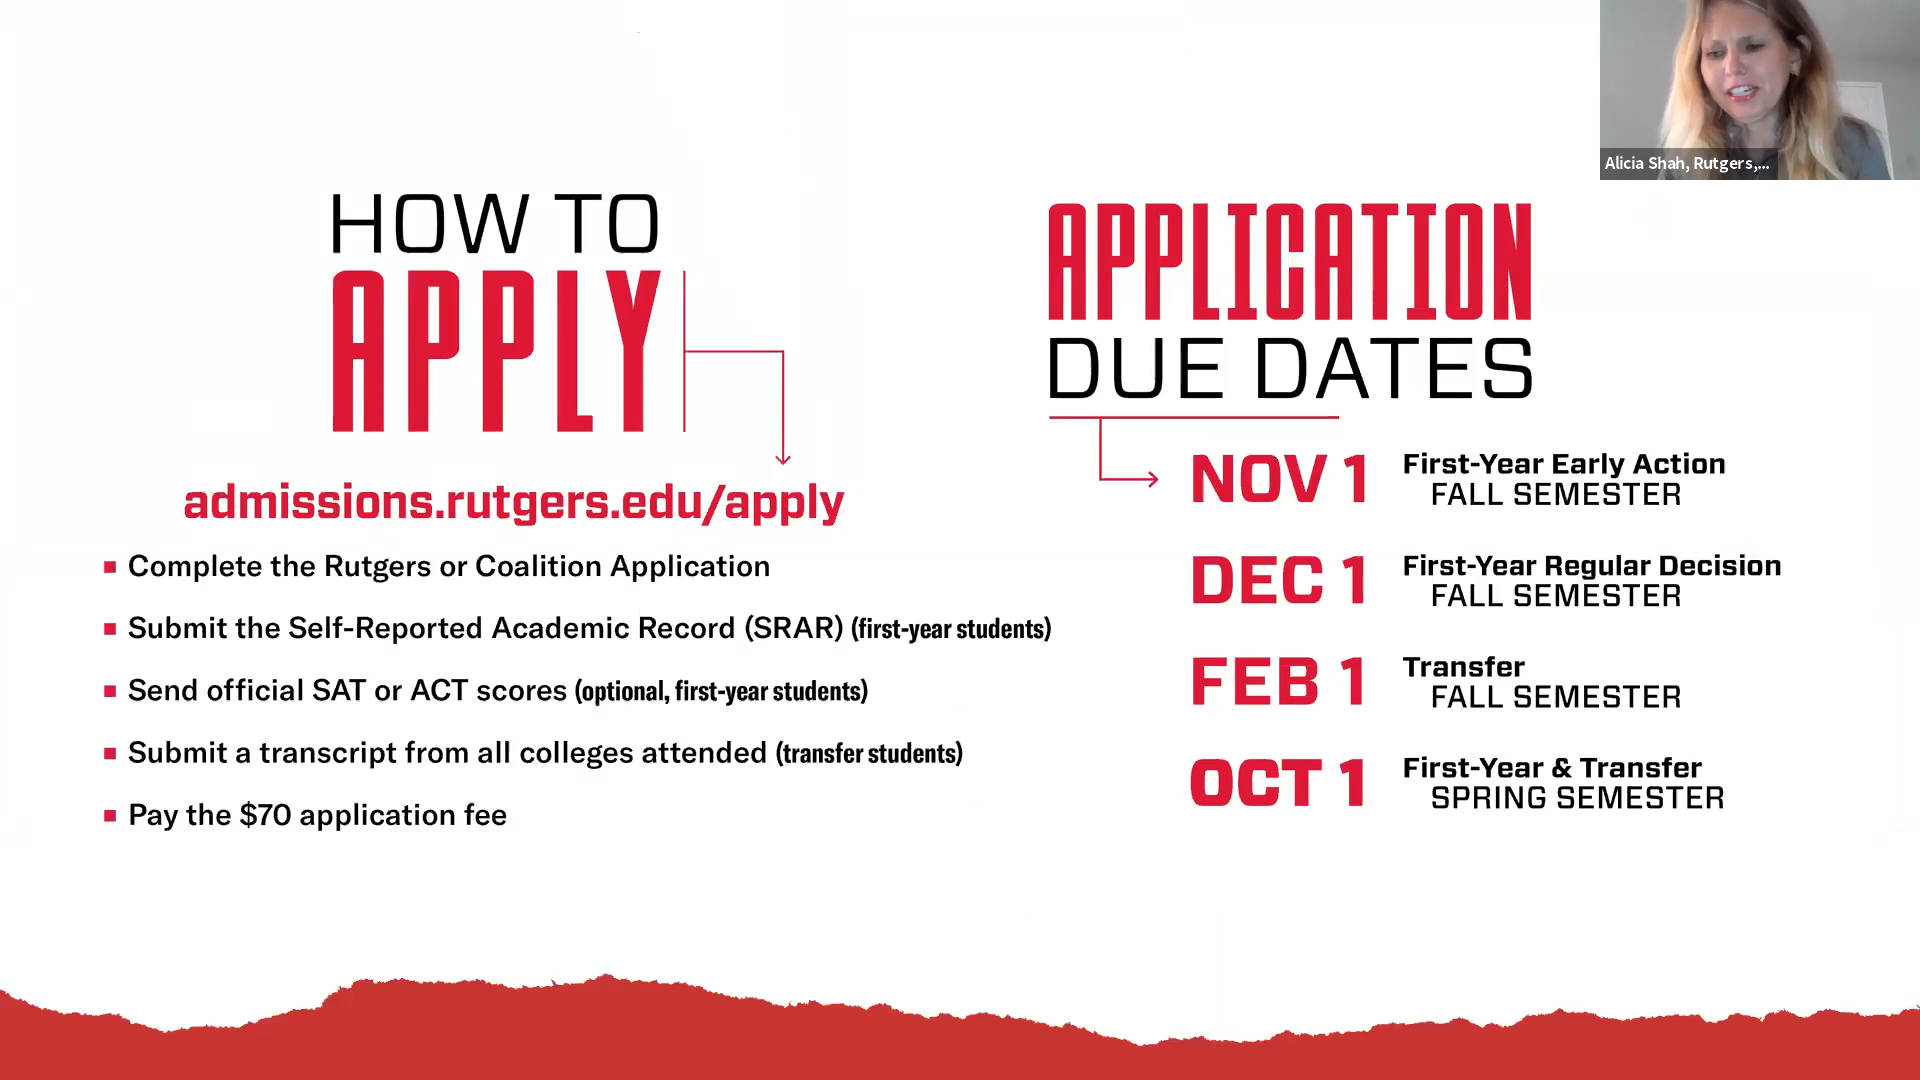 Alicia Shah, Rutgers,...
HOW TO
APPLY
admissions.rutgers.edu/apply
▪ Complete the Rutgers or Coalition Application
▪ Submit the Self-Reported Academic Record (SRAR) (first-year students)
▪ Send official SAT or ACT scores (optional, first-year students)
▪ Submit a transcript from all colleges attended (transfer students)
▪ Pay the $70 application fee
APPLICATION
DUE DATES
NOV 1 First-Year Early Action
FALL SEMESTER
DEC 1 First-Year Regular Decision
FALL SEMESTER
FEB 1 Transfer
FALL SEMESTER
OCT 1 First-Year & Transfer
SPRING SEMESTER